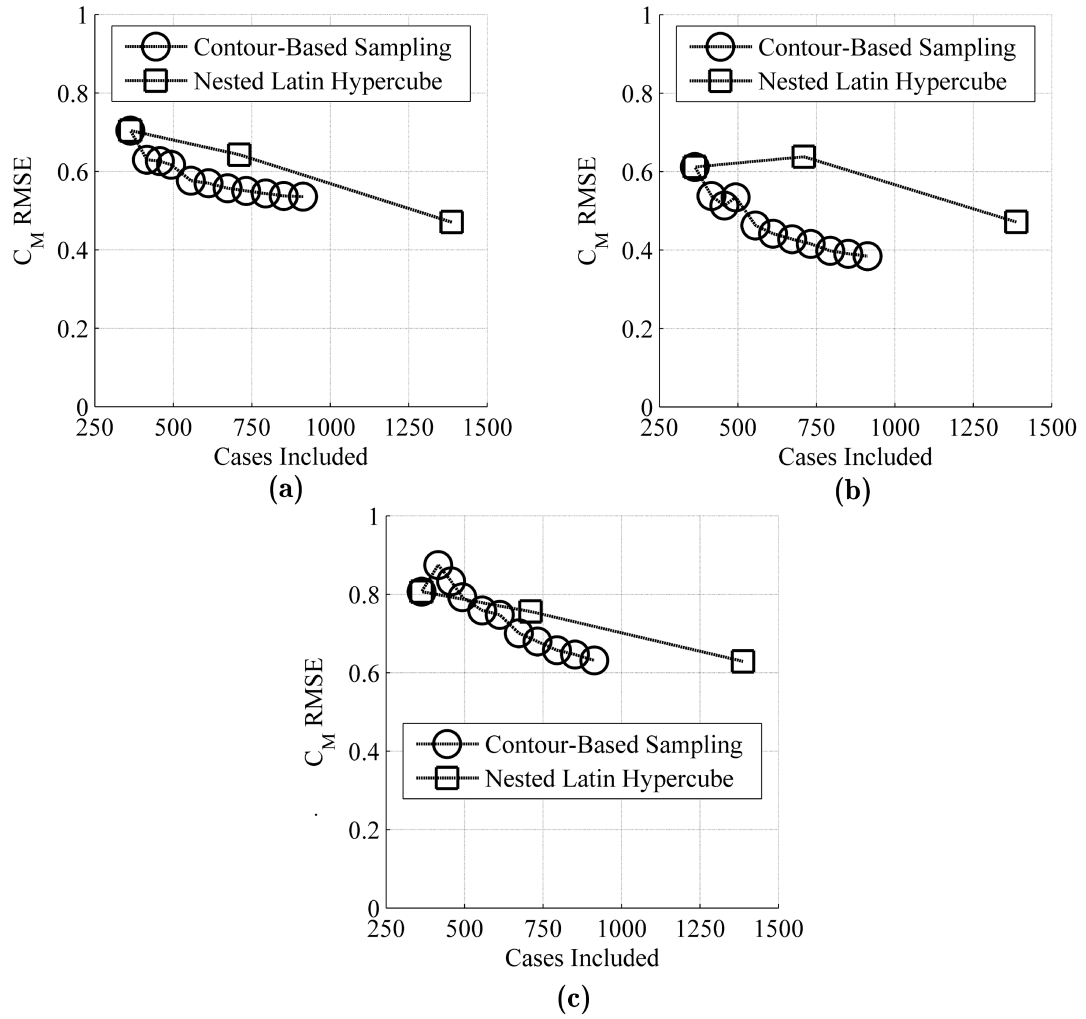 1
0.8
0.6
0.4
0.2
0
C_M RMSE
Contour-Based Sampling
Nested Latin Hypercube
250 500 750 1000 1250 1500
Cases Included
(a)
1
0.8
0.6
0.4
0.2
0
C_M RMSE
Contour-Based Sampling
Nested Latin Hypercube
250 500 750 1000 1250 1500
Cases Included
(b)
1
0.8
0.6
0.4
0.2
0
C_M RMSE
Contour-Based Sampling
Nested Latin Hypercube
250 500 750 1000 1250 1500
Cases Included
(c)